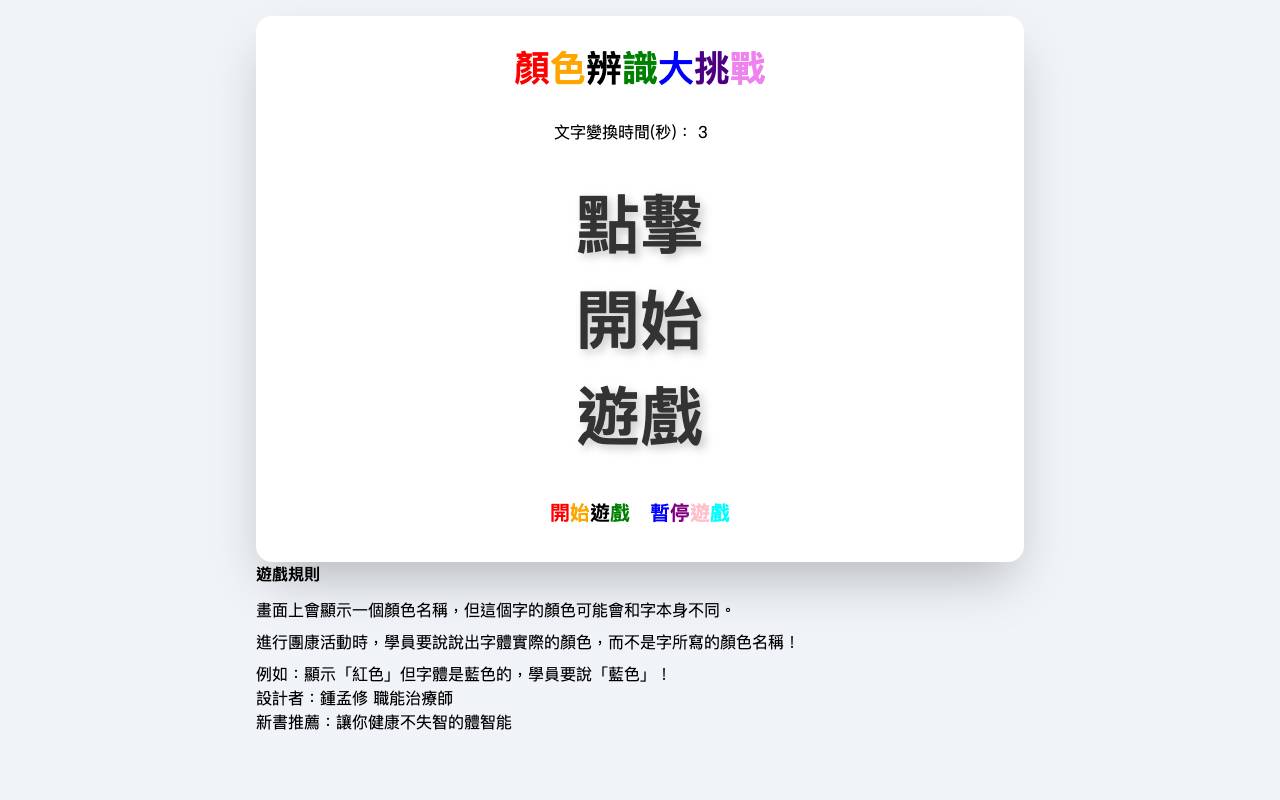 顏色辨識大挑戰
文字變換時間(秒)： 3
點擊
開始
遊戲
開始遊戲 暫停遊戲
遊戲規則
畫面上會顯示一個顏色名稱，但這個字的顏色可能會和字本身不同。
進行團康活動時，學員要說說出字體實際的顏色，而不是字所寫的顏色名稱！
例如：顯示「紅色」但字體是藍色的，學員要說「藍色」！
設計者：鍾孟修 職能治療師
新書推薦：讓你健康不失智的體智能